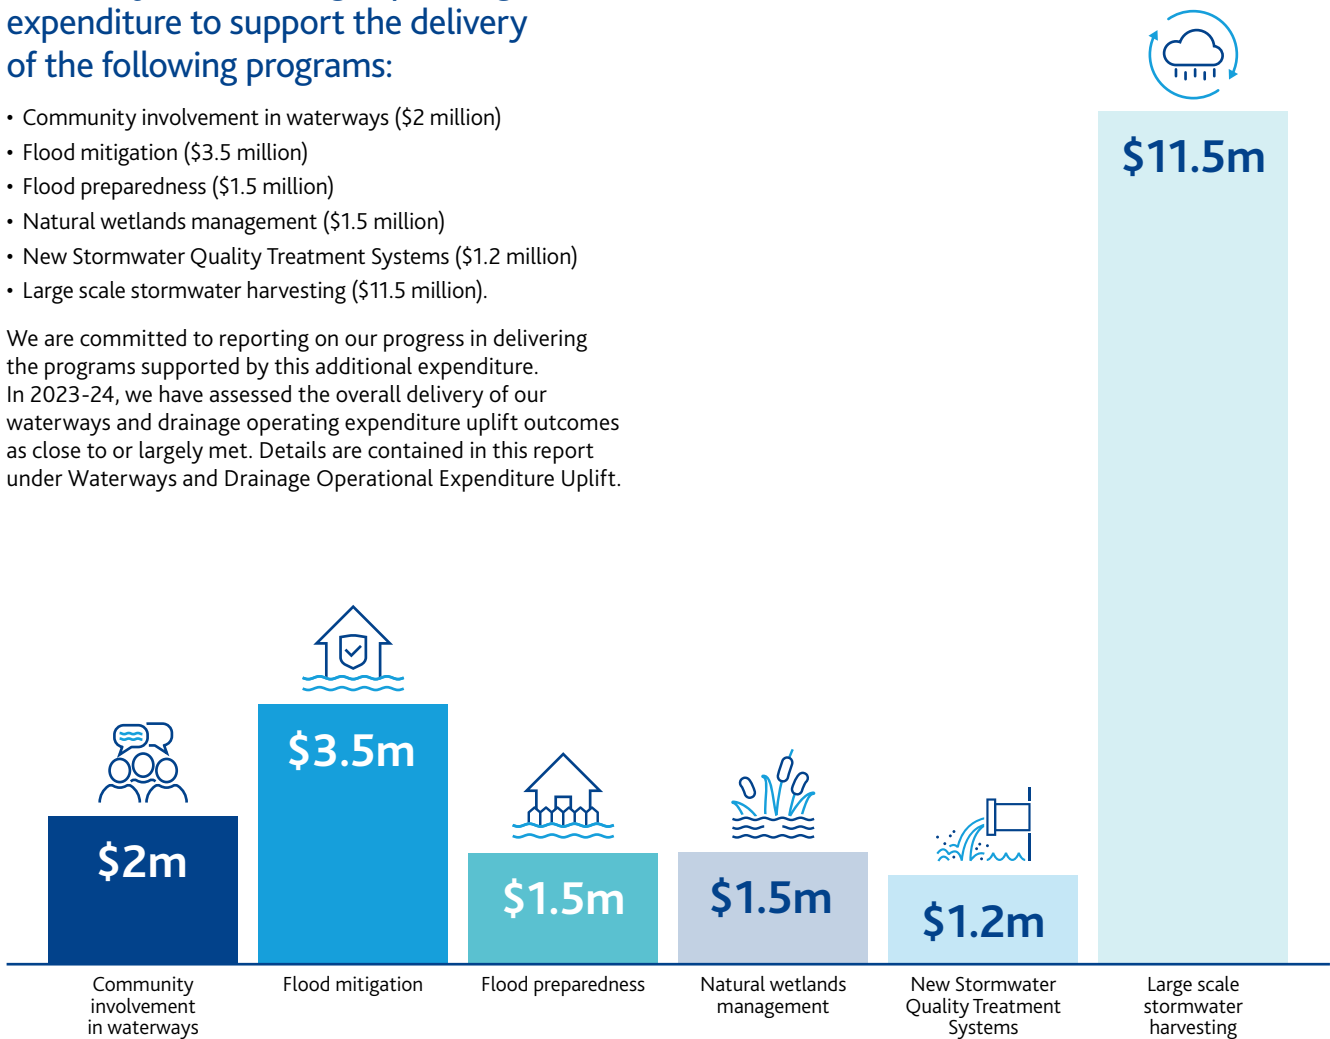 expenditure to support the delivery
of the following programs:
• Community involvement in waterways ($2 million)
• Flood mitigation ($3.5 million)
• Flood preparedness ($1.5 million)
• Natural wetlands management ($1.5 million)
• New Stormwater Quality Treatment Systems ($1.2 million)
• Large scale stormwater harvesting ($11.5 million).
We are committed to reporting on our progress in delivering
the programs supported by this additional expenditure.
In 2023-24, we have assessed the overall delivery of our
waterways and drainage operating expenditure uplift outcomes
as close to or largely met. Details are contained in this report
under Waterways and Drainage Operational Expenditure Uplift.
$2m
$3.5m
$1.5m
$1.5m
$1.2m
$11.5m
Community
involvement
in waterways
Flood mitigation
Flood preparedness
Natural wetlands
management
New Stormwater
Quality Treatment
Systems
Large scale
stormwater
harvesting